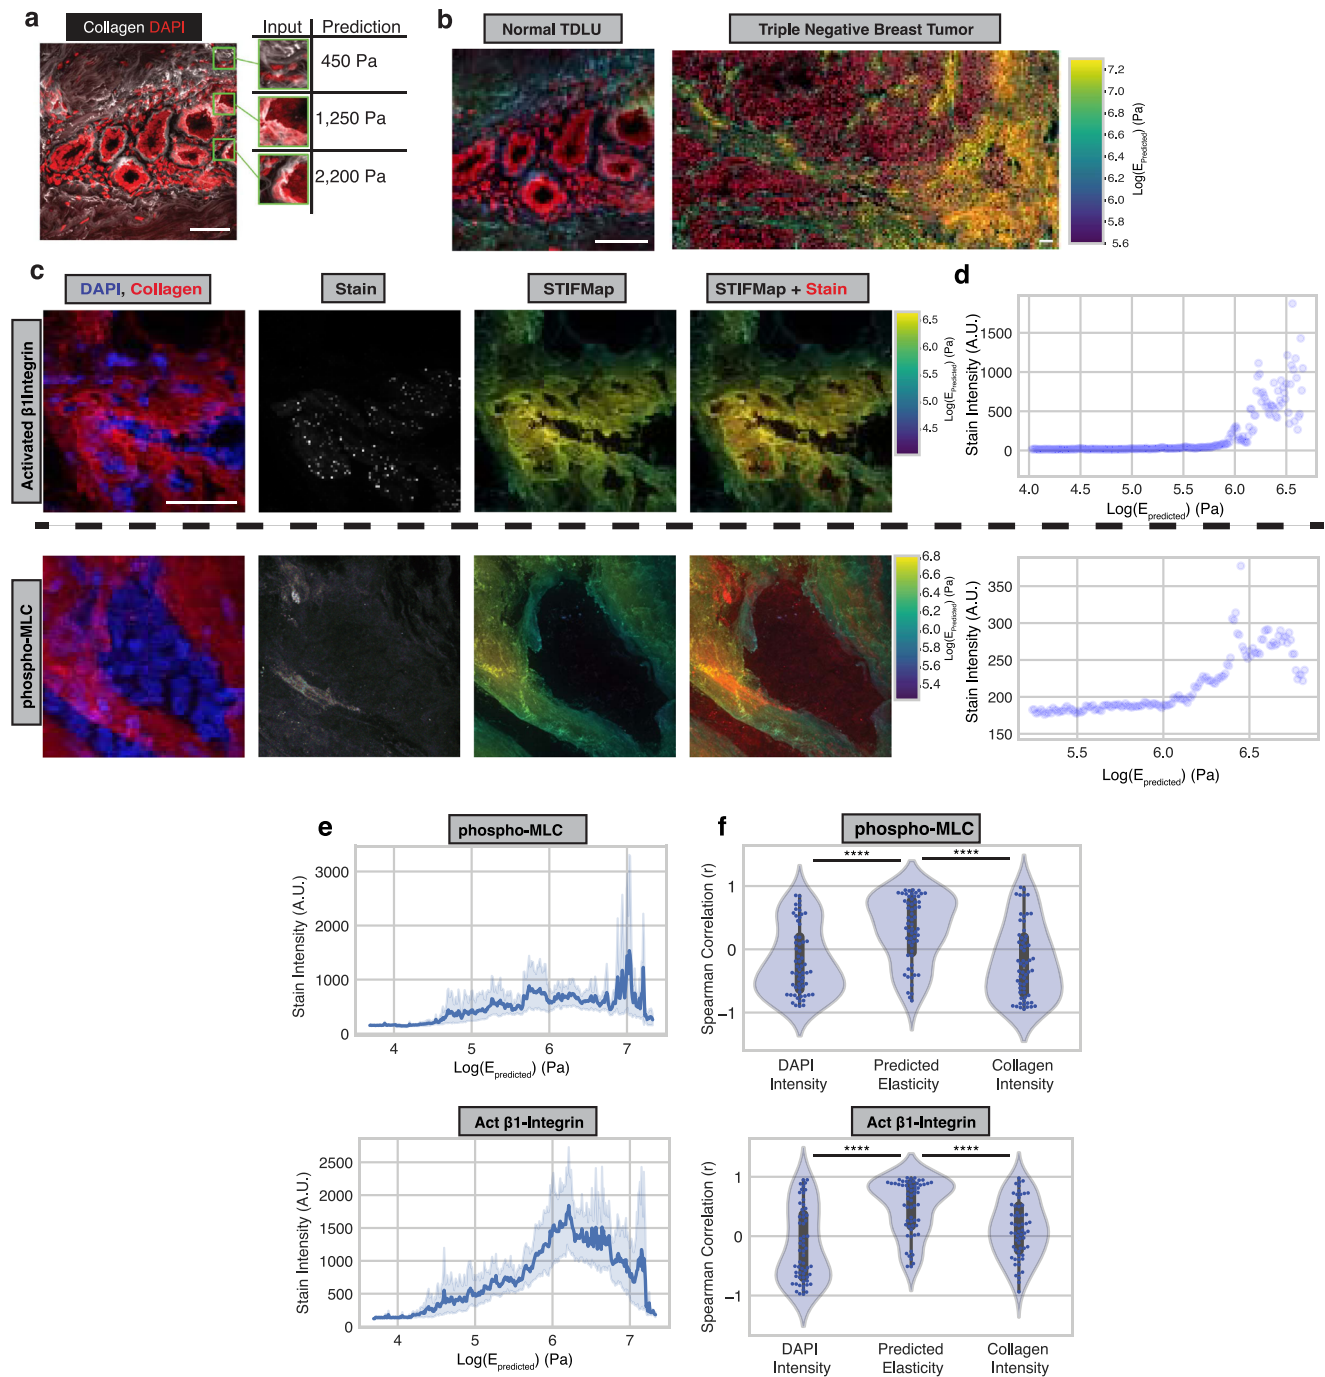 a
Collagen DAPI
Input
Prediction
450 Pa
1,250 Pa
2,200 Pa
b
Normal TDLU
Triple Negative Breast Tumor
7.2
7.0
6.8
6.6
6.4
6.2
6.0
5.8
5.6
Log(EPredicted) (Pa)
c
DAPI, Collagen
Stain
STIFMap
STIFMap + Stain
Activated β1Integrin
6.5
6.0
5.5
5.0
4.5
Log(EPredicted) (Pa)
phospho-MLC
6.8
6.6
6.4
6.2
6.0
5.8
5.6
5.4
Log(EPredicted) (Pa)
d
Stain Intensity (A.U.)
1500
1000
500
0
4.0 4.5 5.0 5.5 6.0 6.5
Log(Epredicted) (Pa)
Stain Intensity (A.U.)
350
300
250
200
150
5.5 6.0 6.5
Log(Epredicted) (Pa)
e
phospho-MLC
Stain Intensity (A.U.)
3000
2000
1000
0
4 5 6 7
Log(Epredicted) (Pa)
Act β1-Integrin
Stain Intensity (A.U.)
2500
2000
1500
1000
500
0
4 5 6 7
Log(Epredicted) (Pa)
f
phospho-MLC
Spearman Correlation (r)
1
0
−1
**** ****
DAPI Intensity
Predicted Elasticity
Collagen Intensity
Act β1-Integrin
Spearman Correlation (r)
1
0
−1
**** ****
DAPI Intensity
Predicted Elasticity
Collagen Intensity